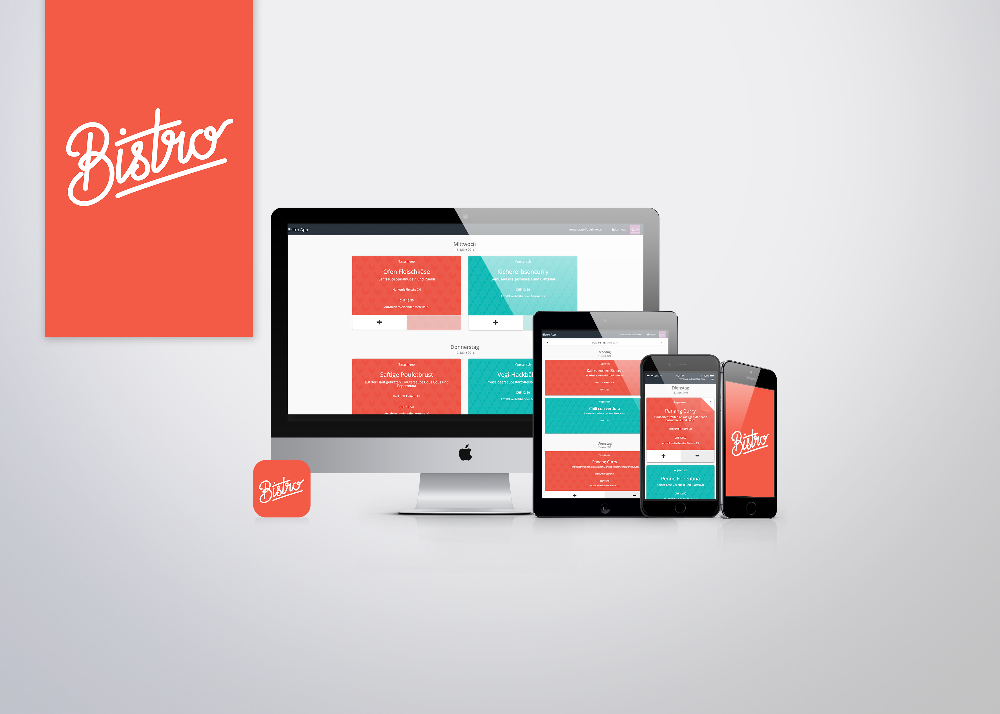 Bistro
Bistro App
roman.rast@zuehlke.com
Log out
zühlke
Mittwoch
16. März 2016
Tagesmenu
Ofen Fleischkäse
Senfsauce Spiralnudeln und Rüebli
Herkunft Fleisch: CH
CHF 13.50
Anzahl verbleibender Menus: 35
Vegetarisch
Kichererbsencurry
Gemüsewürfel Jasminreis und Blattsalat
CHF 12.50
Anzahl verbleibender Menus: 22
Donnerstag
17. März 2016
Tagesmenu
Saftige Pouletbrust
auf der Haut gebraten Kräutersauce Cous Cous und
Peperonata
Herkunft Fleisch: FR
CHF 13.50
Anzahl verbleibender Menus: 40
Vegetarisch
Vegi-Hackbäl
Preiselbeersauce Kartoffelst
CHF 12.50
Anzahl verbleibender M
Bistro
Bistro App
roman.rast@zuehlke.com
Log out
14. März - 18. März 2016
Montag
14. März 2016
Tagesmenu
Kalbslenden Braten
Morchelsauce Nudeln und Kohlrabi
Herkunft Fleisch: CH
CHF 13.50
Vegetarisch
Chili con verdura
Sauerrahm Kräuterreis und Menusalat
CHF 12.50
Dienstag
15. März 2016
Tagesmenu
Panang Curry
Rindfleischstreifen an rassiger Marinade Basmatireis und Lauch
Herkunft Fleisch: CH
CHF 13.50
Anzahl verbleibender Menus: 23
BELL
4:21 PM
100%
roman.rast@zuehlke.com
Dienstag
15. März 2016
1
Tagesmenu
Panang Curry
Rindfleischstreifen an rassiger Marinade
Basmatireis und Lauch
Herkunft Fleisch: CH
CHF 13.50
Anzahl verbleibender Menus: 23
Vegetarisch
Penne Fiorentina
Spinat Käse Zwiebeln und Blattsalat
CHF 12.50
Bistro